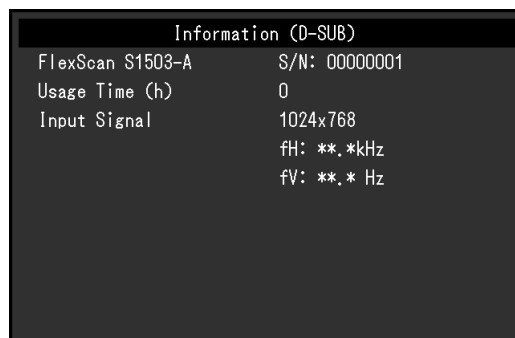 Information (D-SUB)
FlexScan S1503-A S/N: 00000001
Usage Time (h) 0
Input Signal 1024x768
fH: **.*kHz
fV: **.* Hz